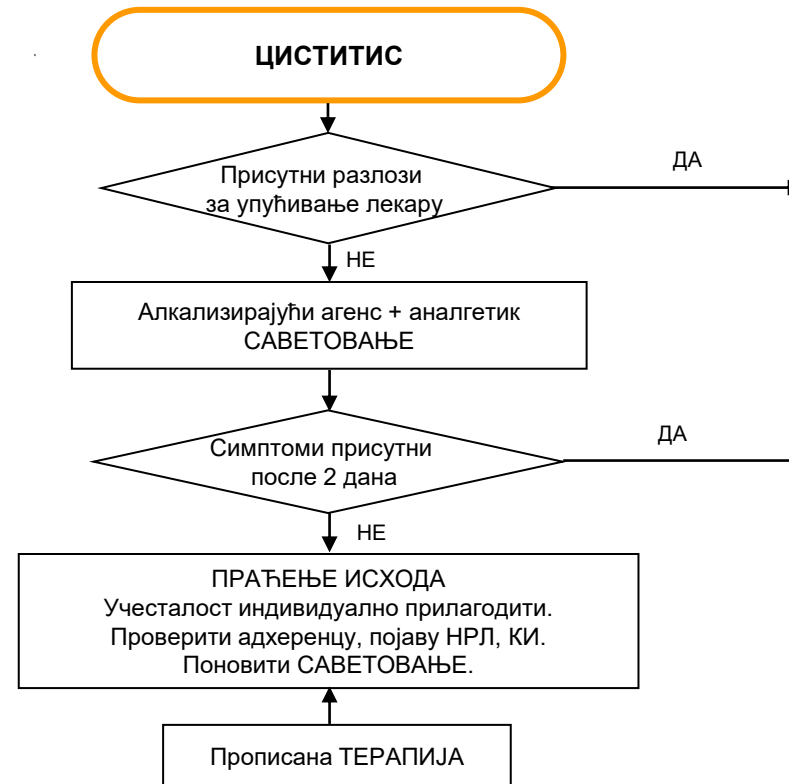 ЦИСТИТИС
Присутни разлози
за упућивање лекару
ДА
НЕ
Алкализирајући агенс + аналгетик
САВЕТОВАЊЕ
Симптоми присутни
после 2 дана
ДА
НЕ
ПРАЋЕЊЕ ИСХОДА
Учесталост индивидуално прилагодити.
Проверити адхеренцу, појаву НРЛ, КИ.
Поновити САВЕТОВАЊЕ.
Прописана ТЕРАПИЈА